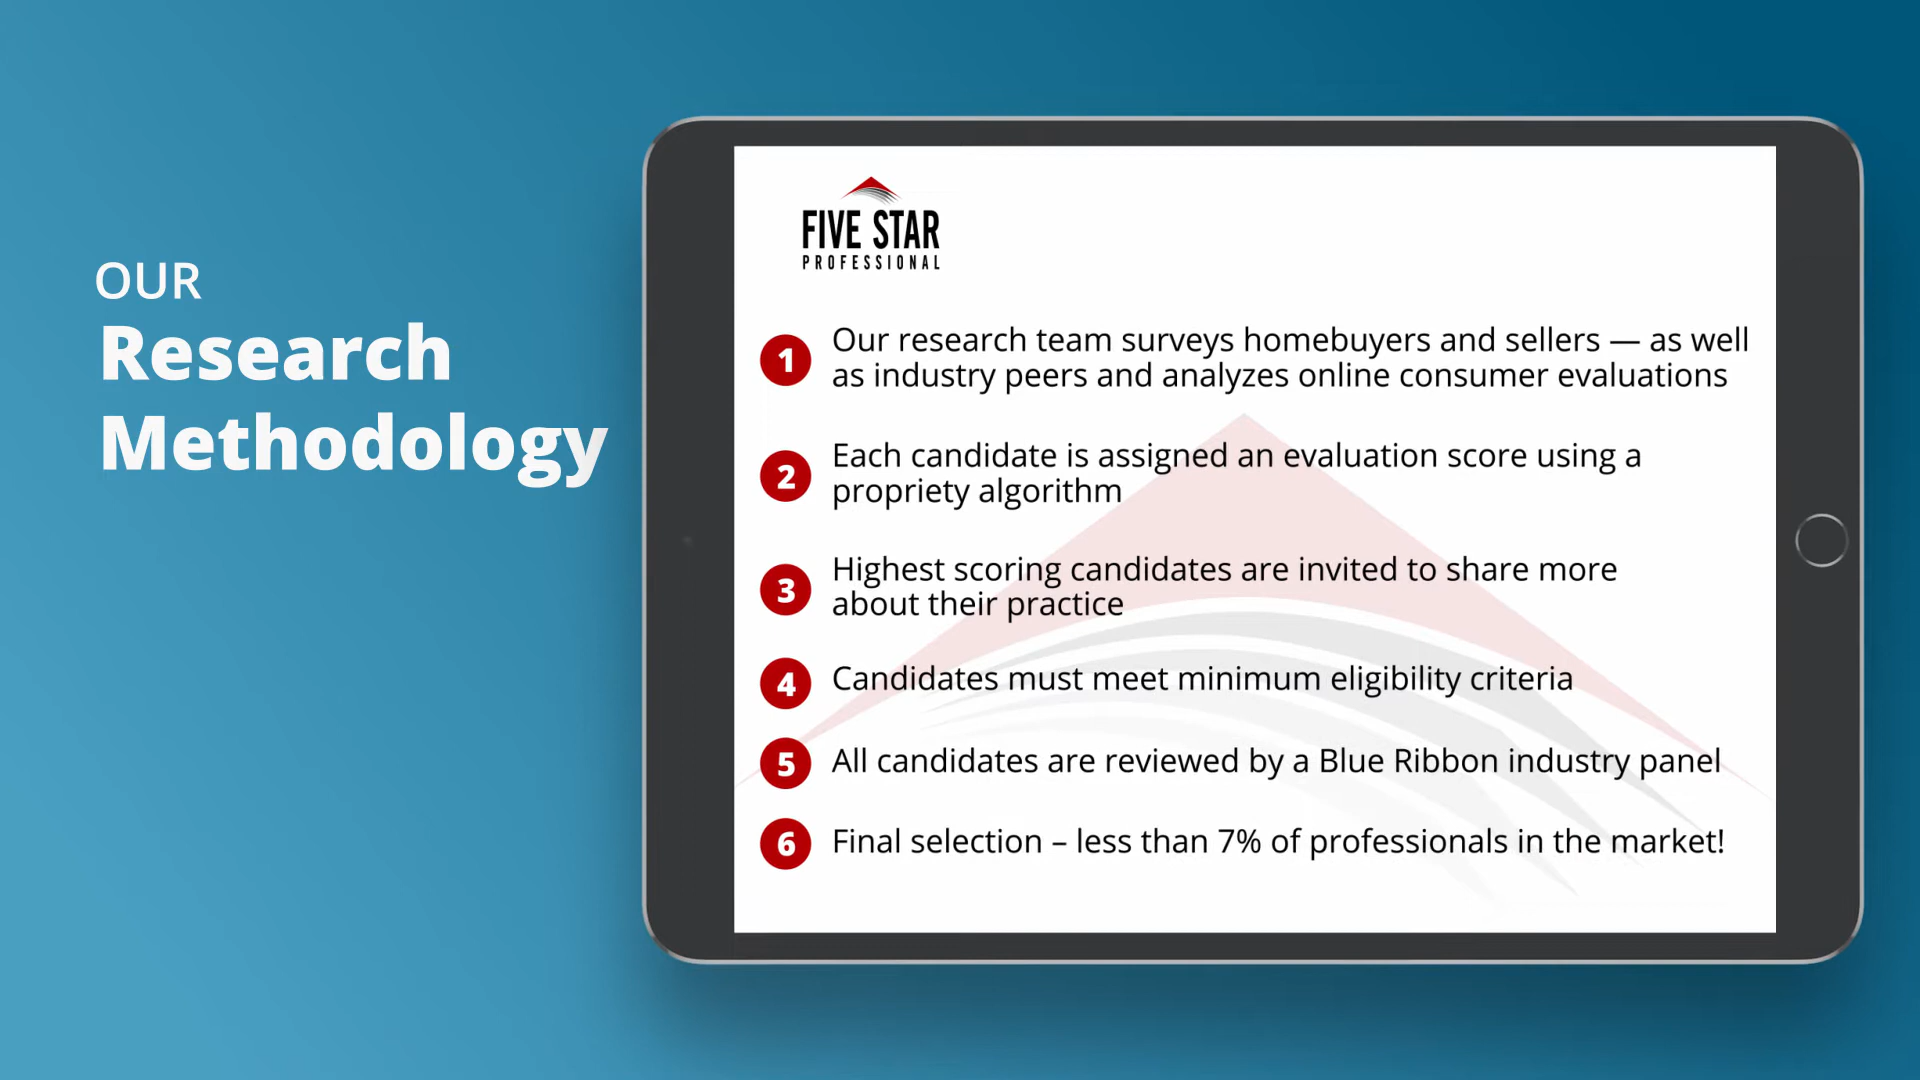 OUR
Research
Methodology
FIVE STAR
PROFESSIONAL
1 Our research team surveys homebuyers and sellers — as well
as industry peers and analyzes online consumer evaluations
2 Each candidate is assigned an evaluation score using a
propriety algorithm
3 Highest scoring candidates are invited to share more
about their practice
4 Candidates must meet minimum eligibility criteria
5 All candidates are reviewed by a Blue Ribbon industry panel
6 Final selection – less than 7% of professionals in the market!